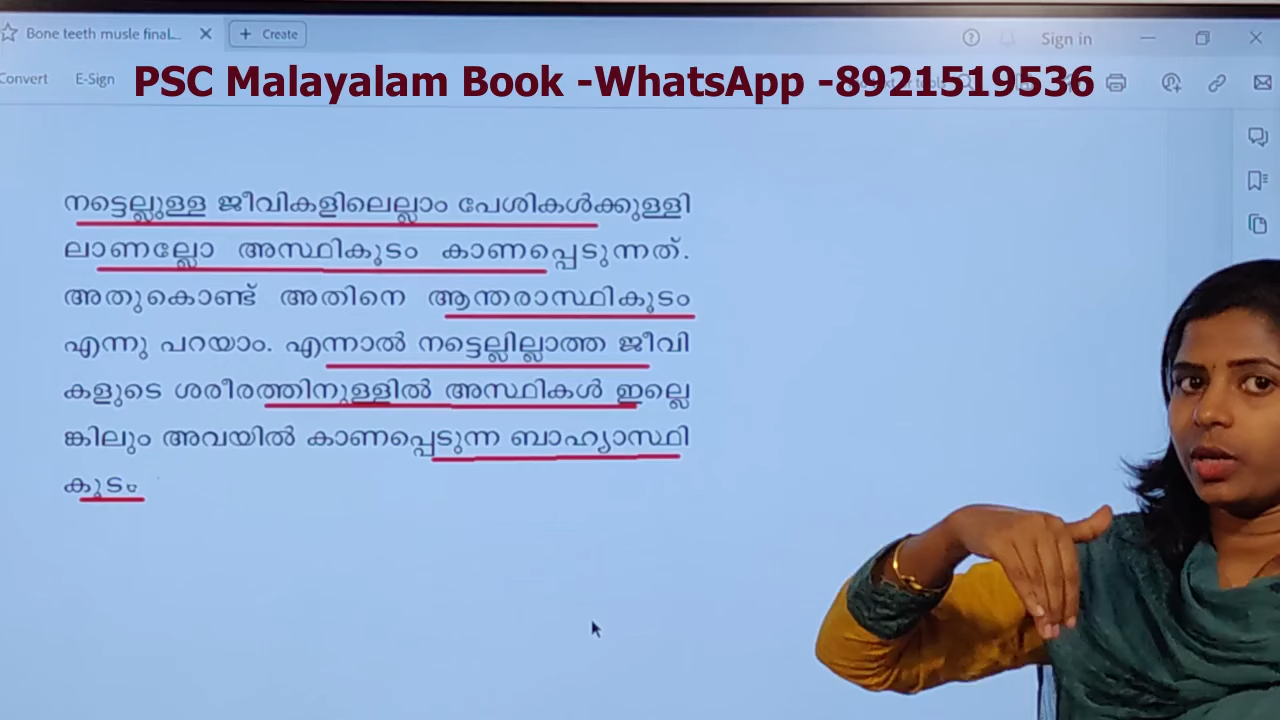 Bone teeth musle final...
Create
Sign in
Convert
E-Sign
PSC Malayalam Book -WhatsApp -8921519536
നട്ടെല്ലുള്ള ജീവികളിലെല്ലാം പേശികൾക്കുള്ളി
ലാണല്ലോ അസ്ഥികൂടം കാണപ്പെടുന്നത്.
അതുകൊണ്ട് അതിനെ ആന്തരാസ്ഥികൂടം
എന്നു പറയാം. എന്നാൽ നട്ടെല്ലില്ലാത്ത ജീവി
കളുടെ ശരീരത്തിനുള്ളിൽ അസ്ഥികൾ ഇല്ലെ
ങ്കിലും അവയിൽ കാണപ്പെടുന്ന ബാഹ്യാസ്ഥി
കൂടം